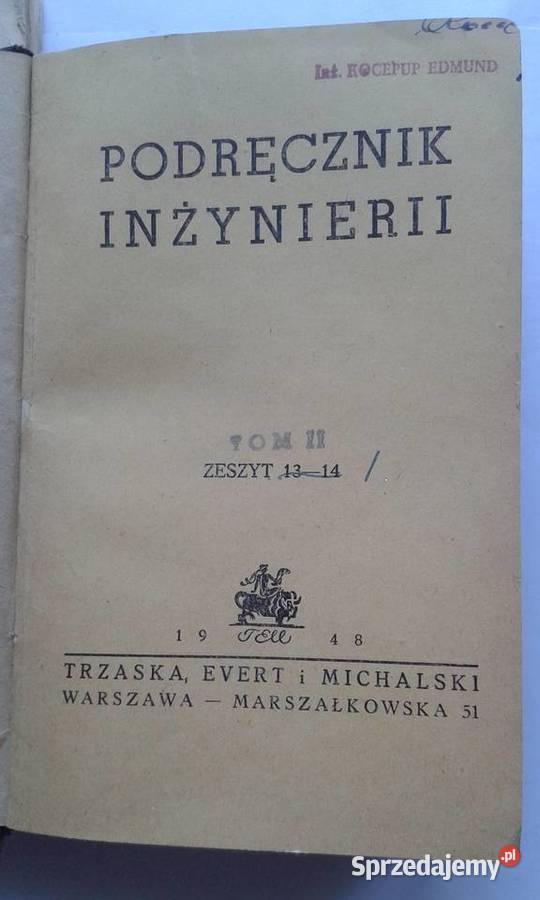 Inż. KOCEPUP EDMUND
PODRĘCZNIK
INŻYNIERII
TOM II
ZESZYT 13—14 /
19 TEM 48
TRZASKA, EVERT i MICHALSKI
WARSZAWA — MARSZAŁKOWSKA 51
Sprzedajemy.pl